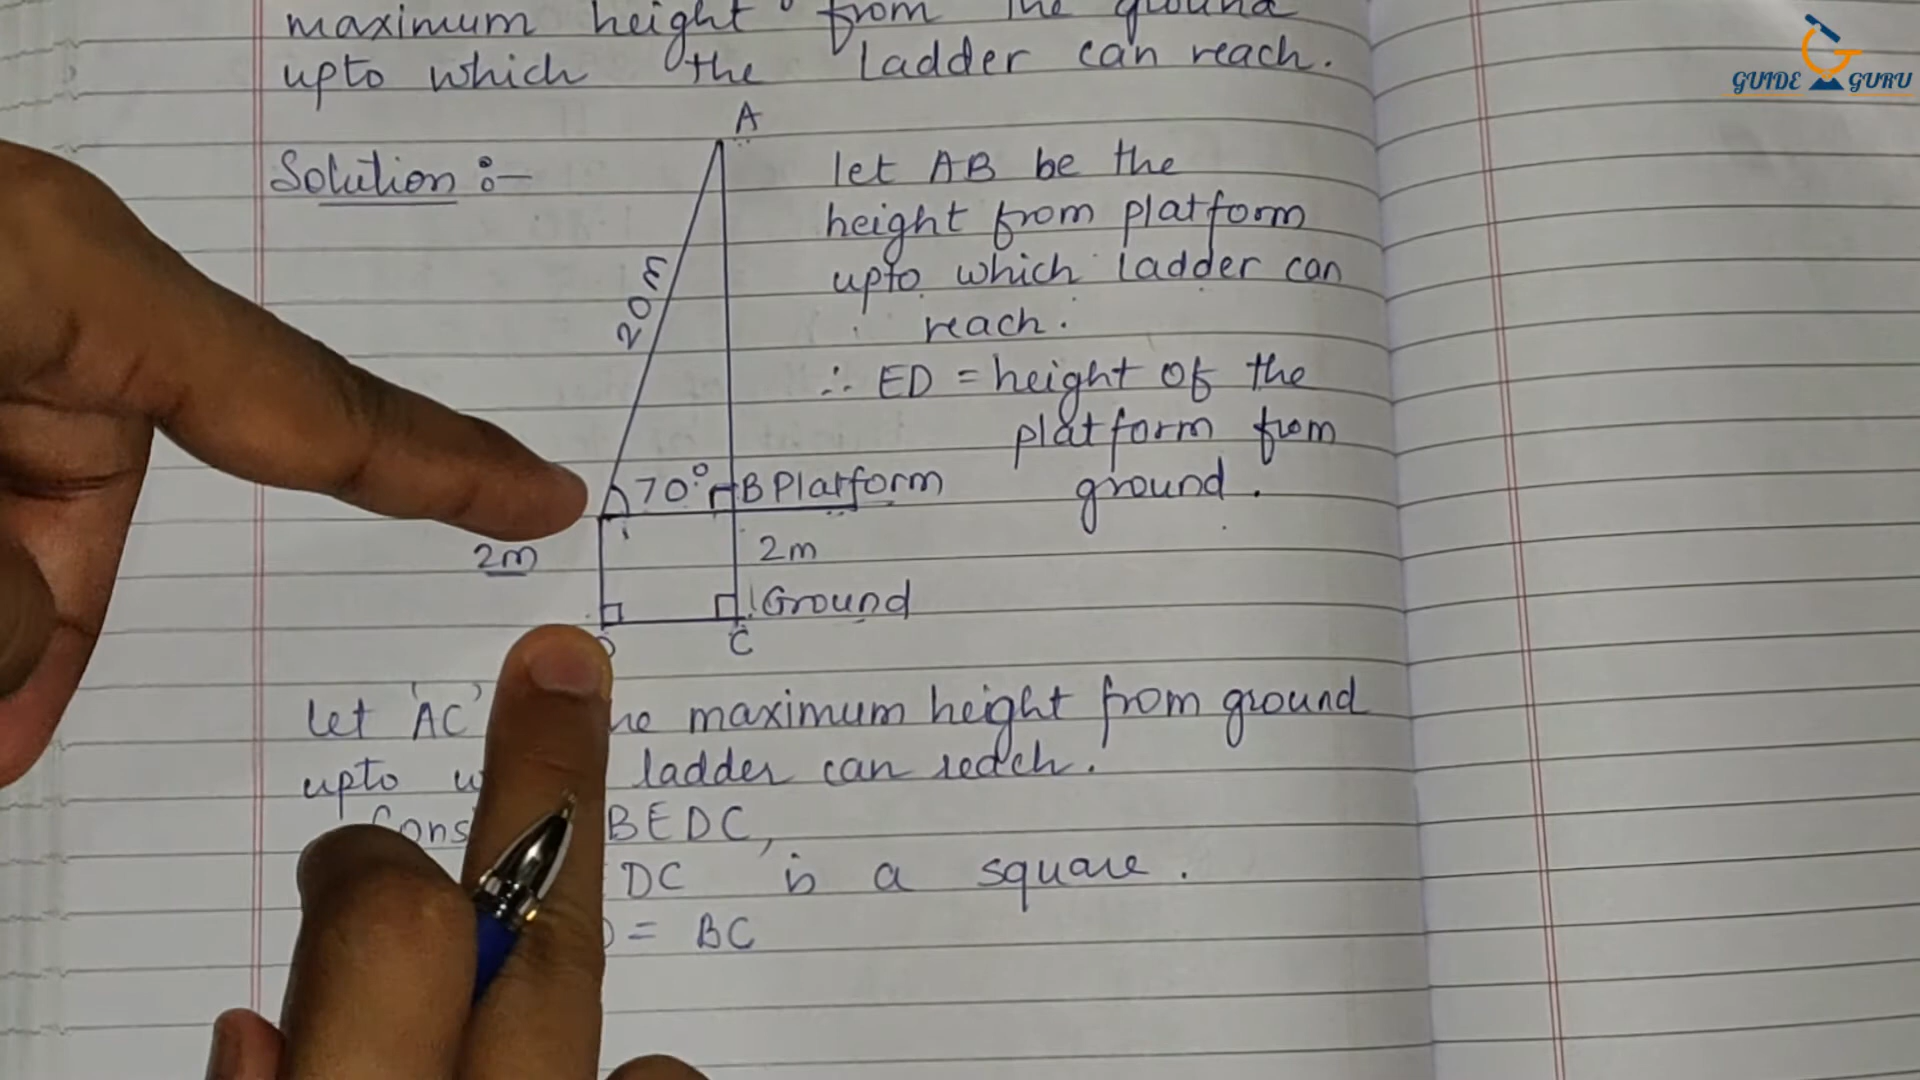 maximum height from the ground
upto which the ladder can reach.
GUIDE GURU
Solution :-
A
let AB be the
height from platform
upto which ladder can
reach.
20m
∴ ED = height of the
platform from
ground.
70° B Platform
2m
2m
Ground
C
let 'AC' maximum height from ground
upto ladder can reach.
BEDC,
DC is a square.
= BC